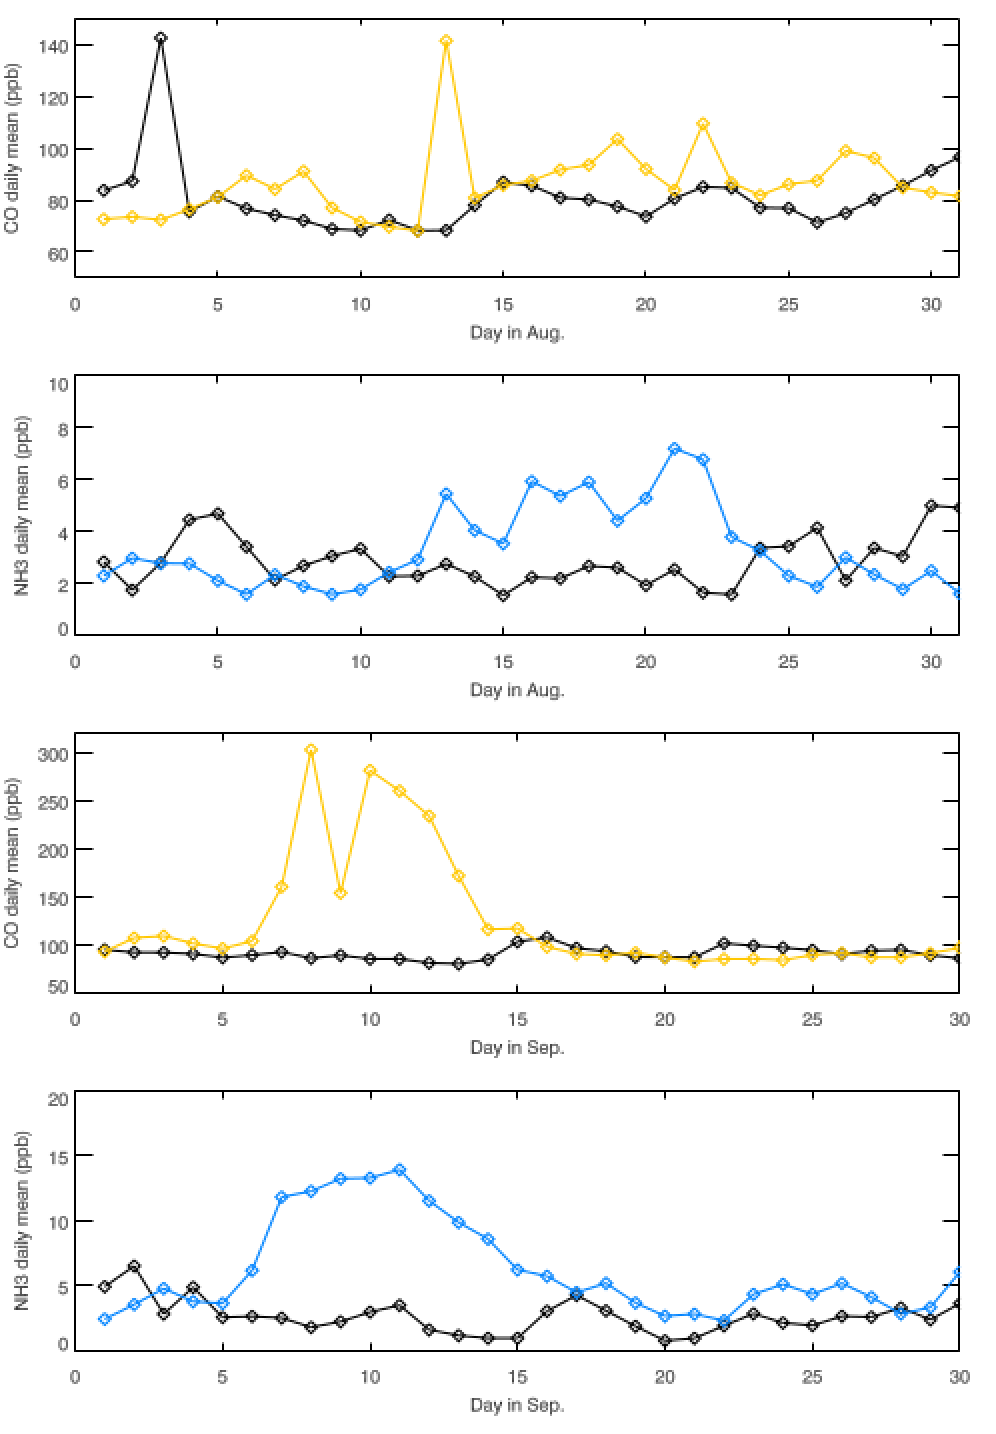 CO daily mean (ppb)
140
120
100
80
60
0 5 10 15 20 25 30
Day in Aug.
NH3 daily mean (ppb)
10
8
6
4
2
0
0 5 10 15 20 25 30
Day in Aug.
CO daily mean (ppb)
300
250
200
150
100
50
0 5 10 15 20 25 30
Day in Sep.
NH3 daily mean (ppb)
20
15
10
5
0
0 5 10 15 20 25 30
Day in Sep.